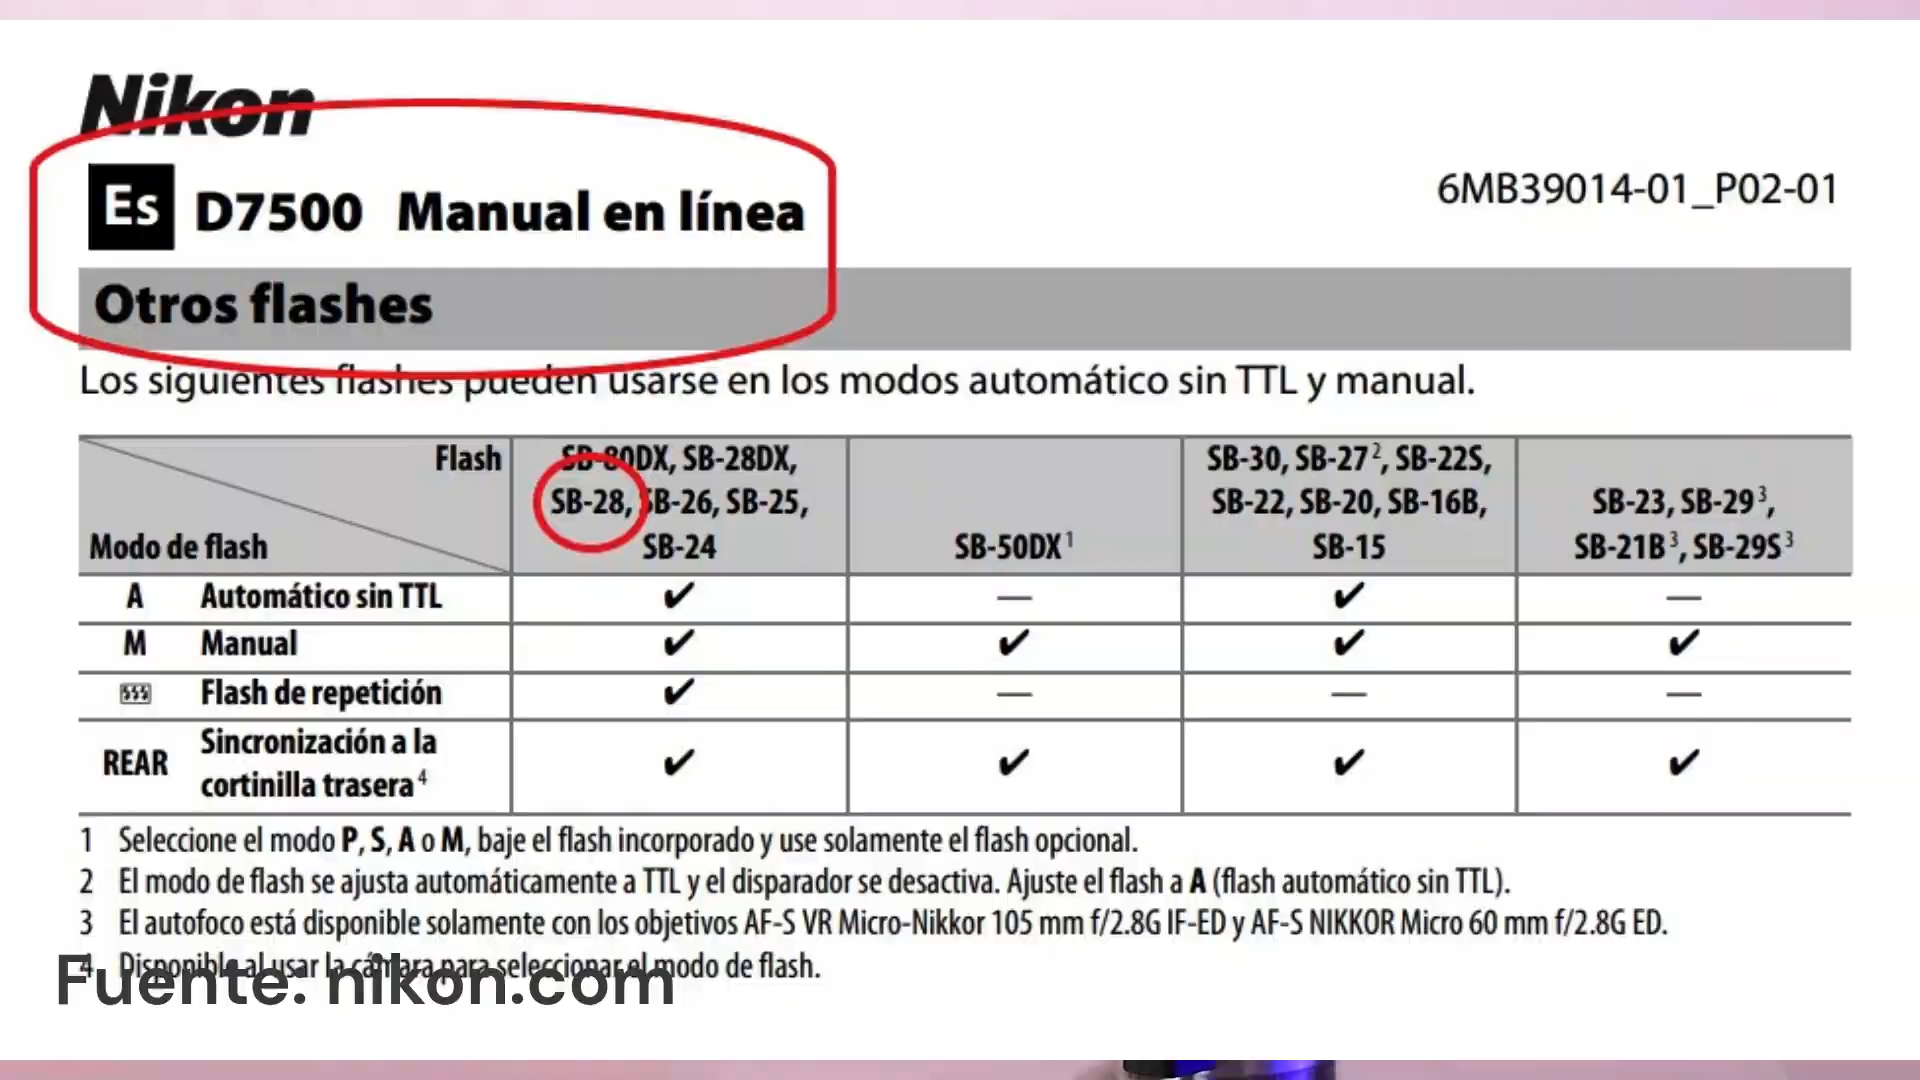 Nikon
Es D7500 Manual en línea
6MB39014-01_P02-01
Otros flashes
Los siguientes flashes pueden usarse en los modos automático sin TTL y manual.
Flash
Modo de flash
SB-80DX, SB-28DX,
SB-28, SB-26, SB-25,
SB-24
SB-50DX¹
SB-30, SB-27², SB-22S,
SB-22, SB-20, SB-16B,
SB-15
SB-23, SB-29³,
SB-21B³, SB-29S³
A Automático sin TTL ✔ — ✔ —
M Manual ✔ ✔ ✔ ✔
Flash de repetición ✔ — — —
REAR Sincronización a la
cortinilla trasera⁴ ✔ ✔ ✔ ✔
1 Seleccione el modo P, S, A o M, baje el flash incorporado y use solamente el flash opcional.
2 El modo de flash se ajusta automáticamente a TTL y el disparador se desactiva. Ajuste el flash a A (flash automático sin TTL).
3 El autofoco está disponible solamente con los objetivos AF-S VR Micro-Nikkor 105 mm f/2.8G IF-ED y AF-S NIKKOR Micro 60 mm f/2.8G ED.
4 Disponible al usar la cámara para seleccionar el modo de flash.
Fuente: nikon.com